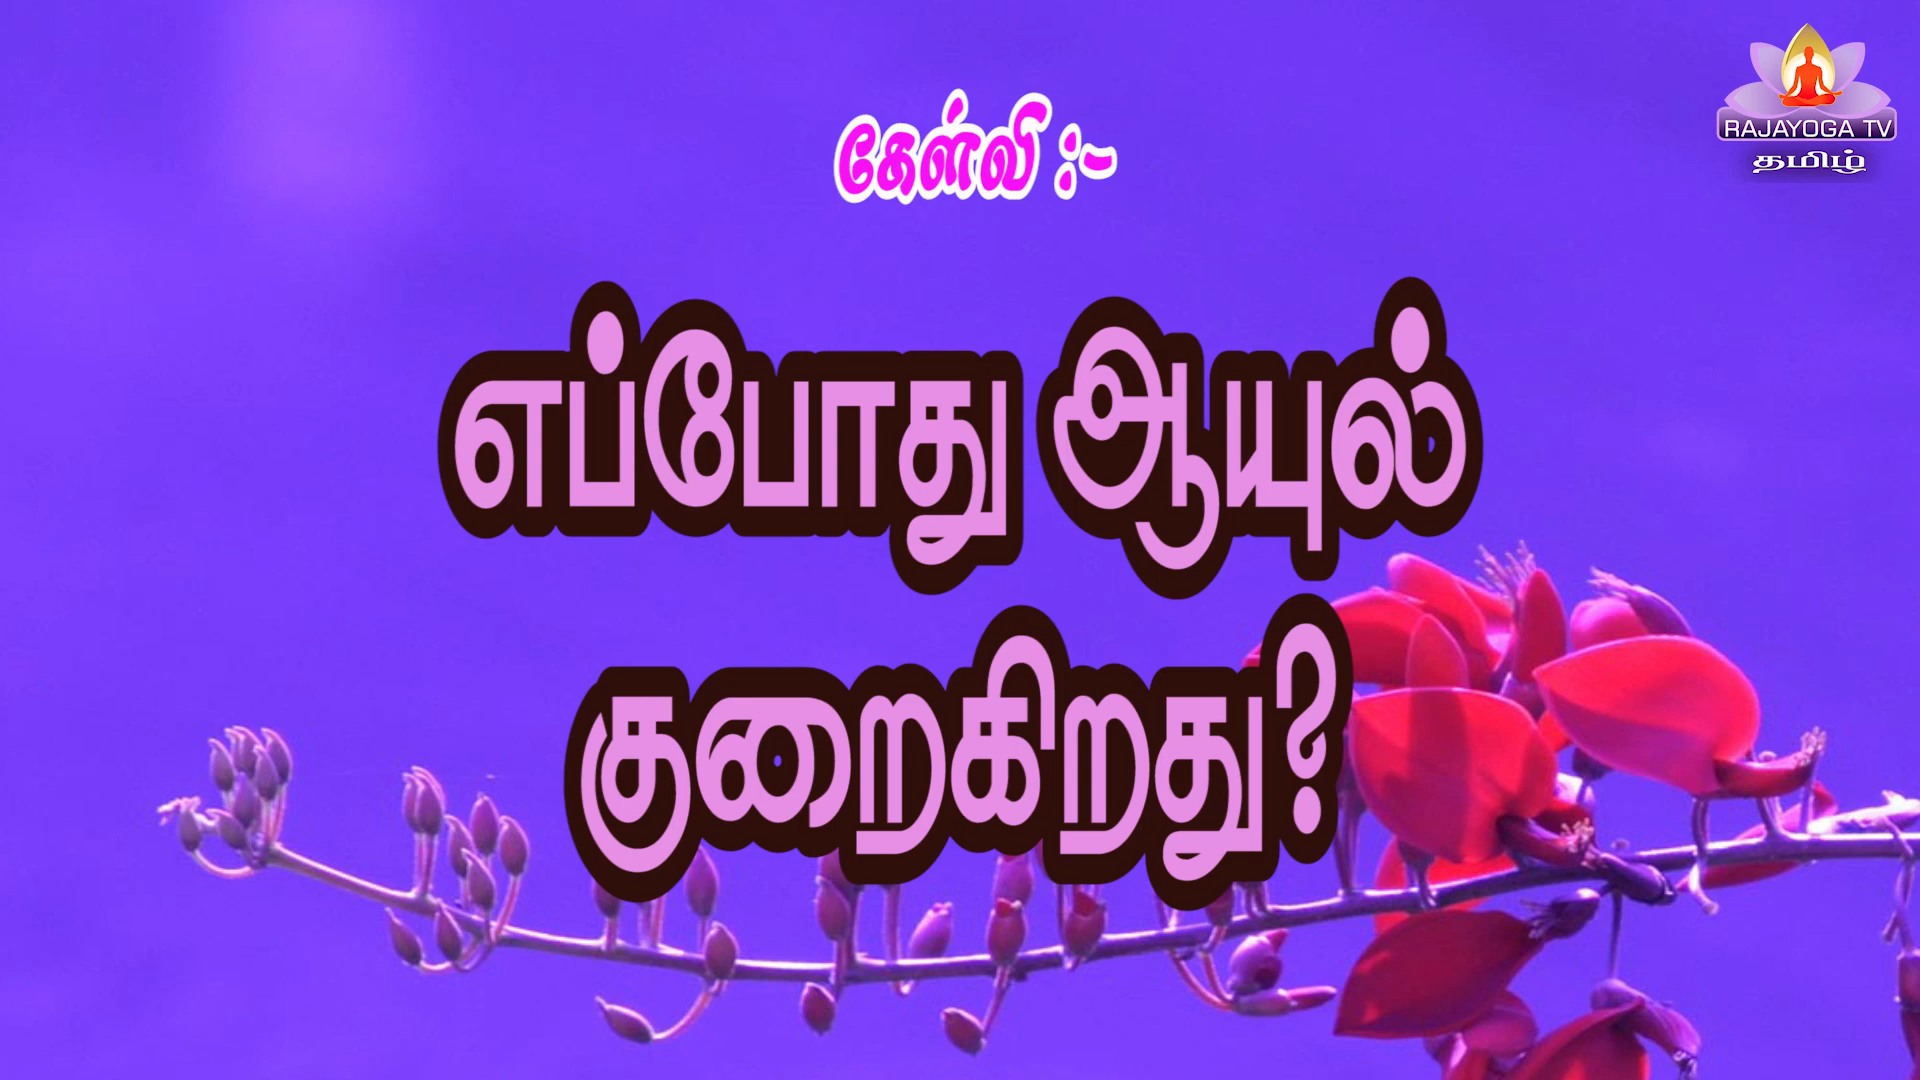 கேள்வி :-
RAJAYOGA TV
தமிழ்
எப்போது ஆயுல்
குறைகிறது?